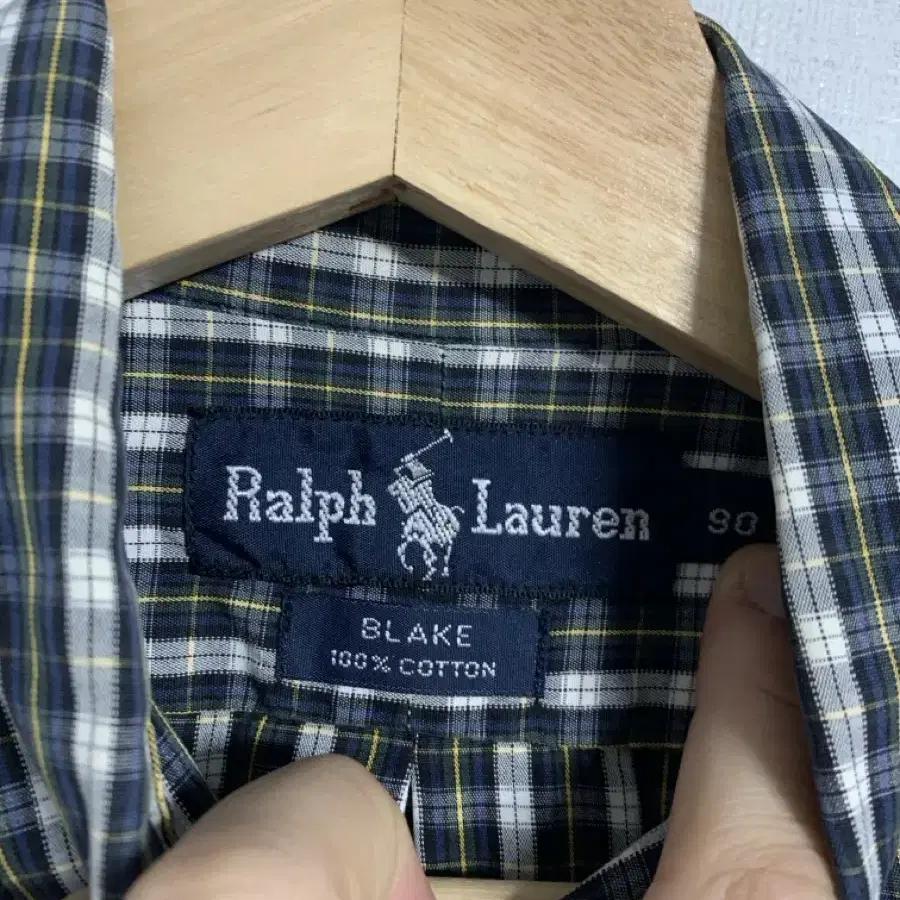 Ralph Lauren 90
BLAKE
100% COTTON